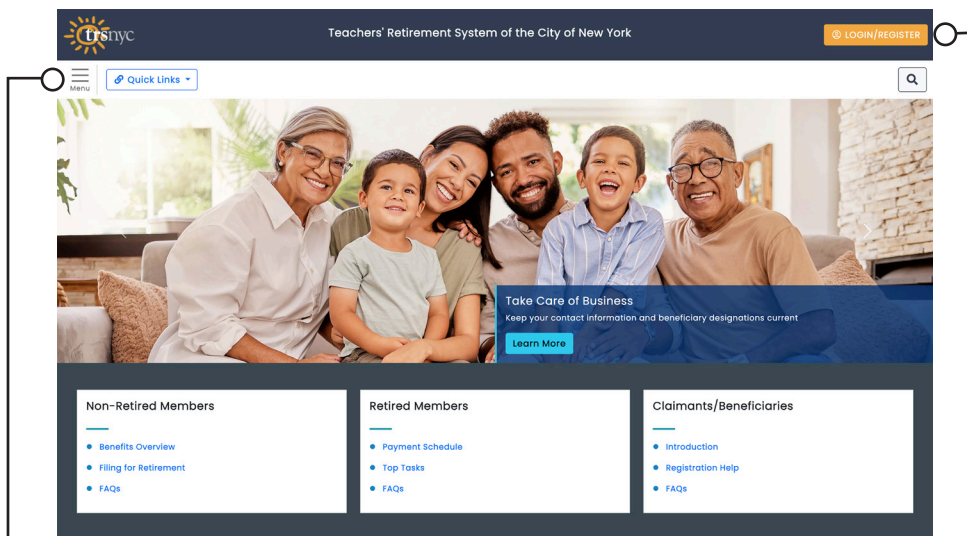 trsnyc
Teachers' Retirement System of the City of New York
LOGIN/REGISTER
Menu
Quick Links
Take Care of Business
Keep your contact information and beneficiary designations current
Learn More
Non-Retired Members
Benefits Overview
Filing for Retirement
FAQs
Retired Members
Payment Schedule
Top Tasks
FAQs
Claimants/Beneficiaries
Introduction
Registration Help
FAQs